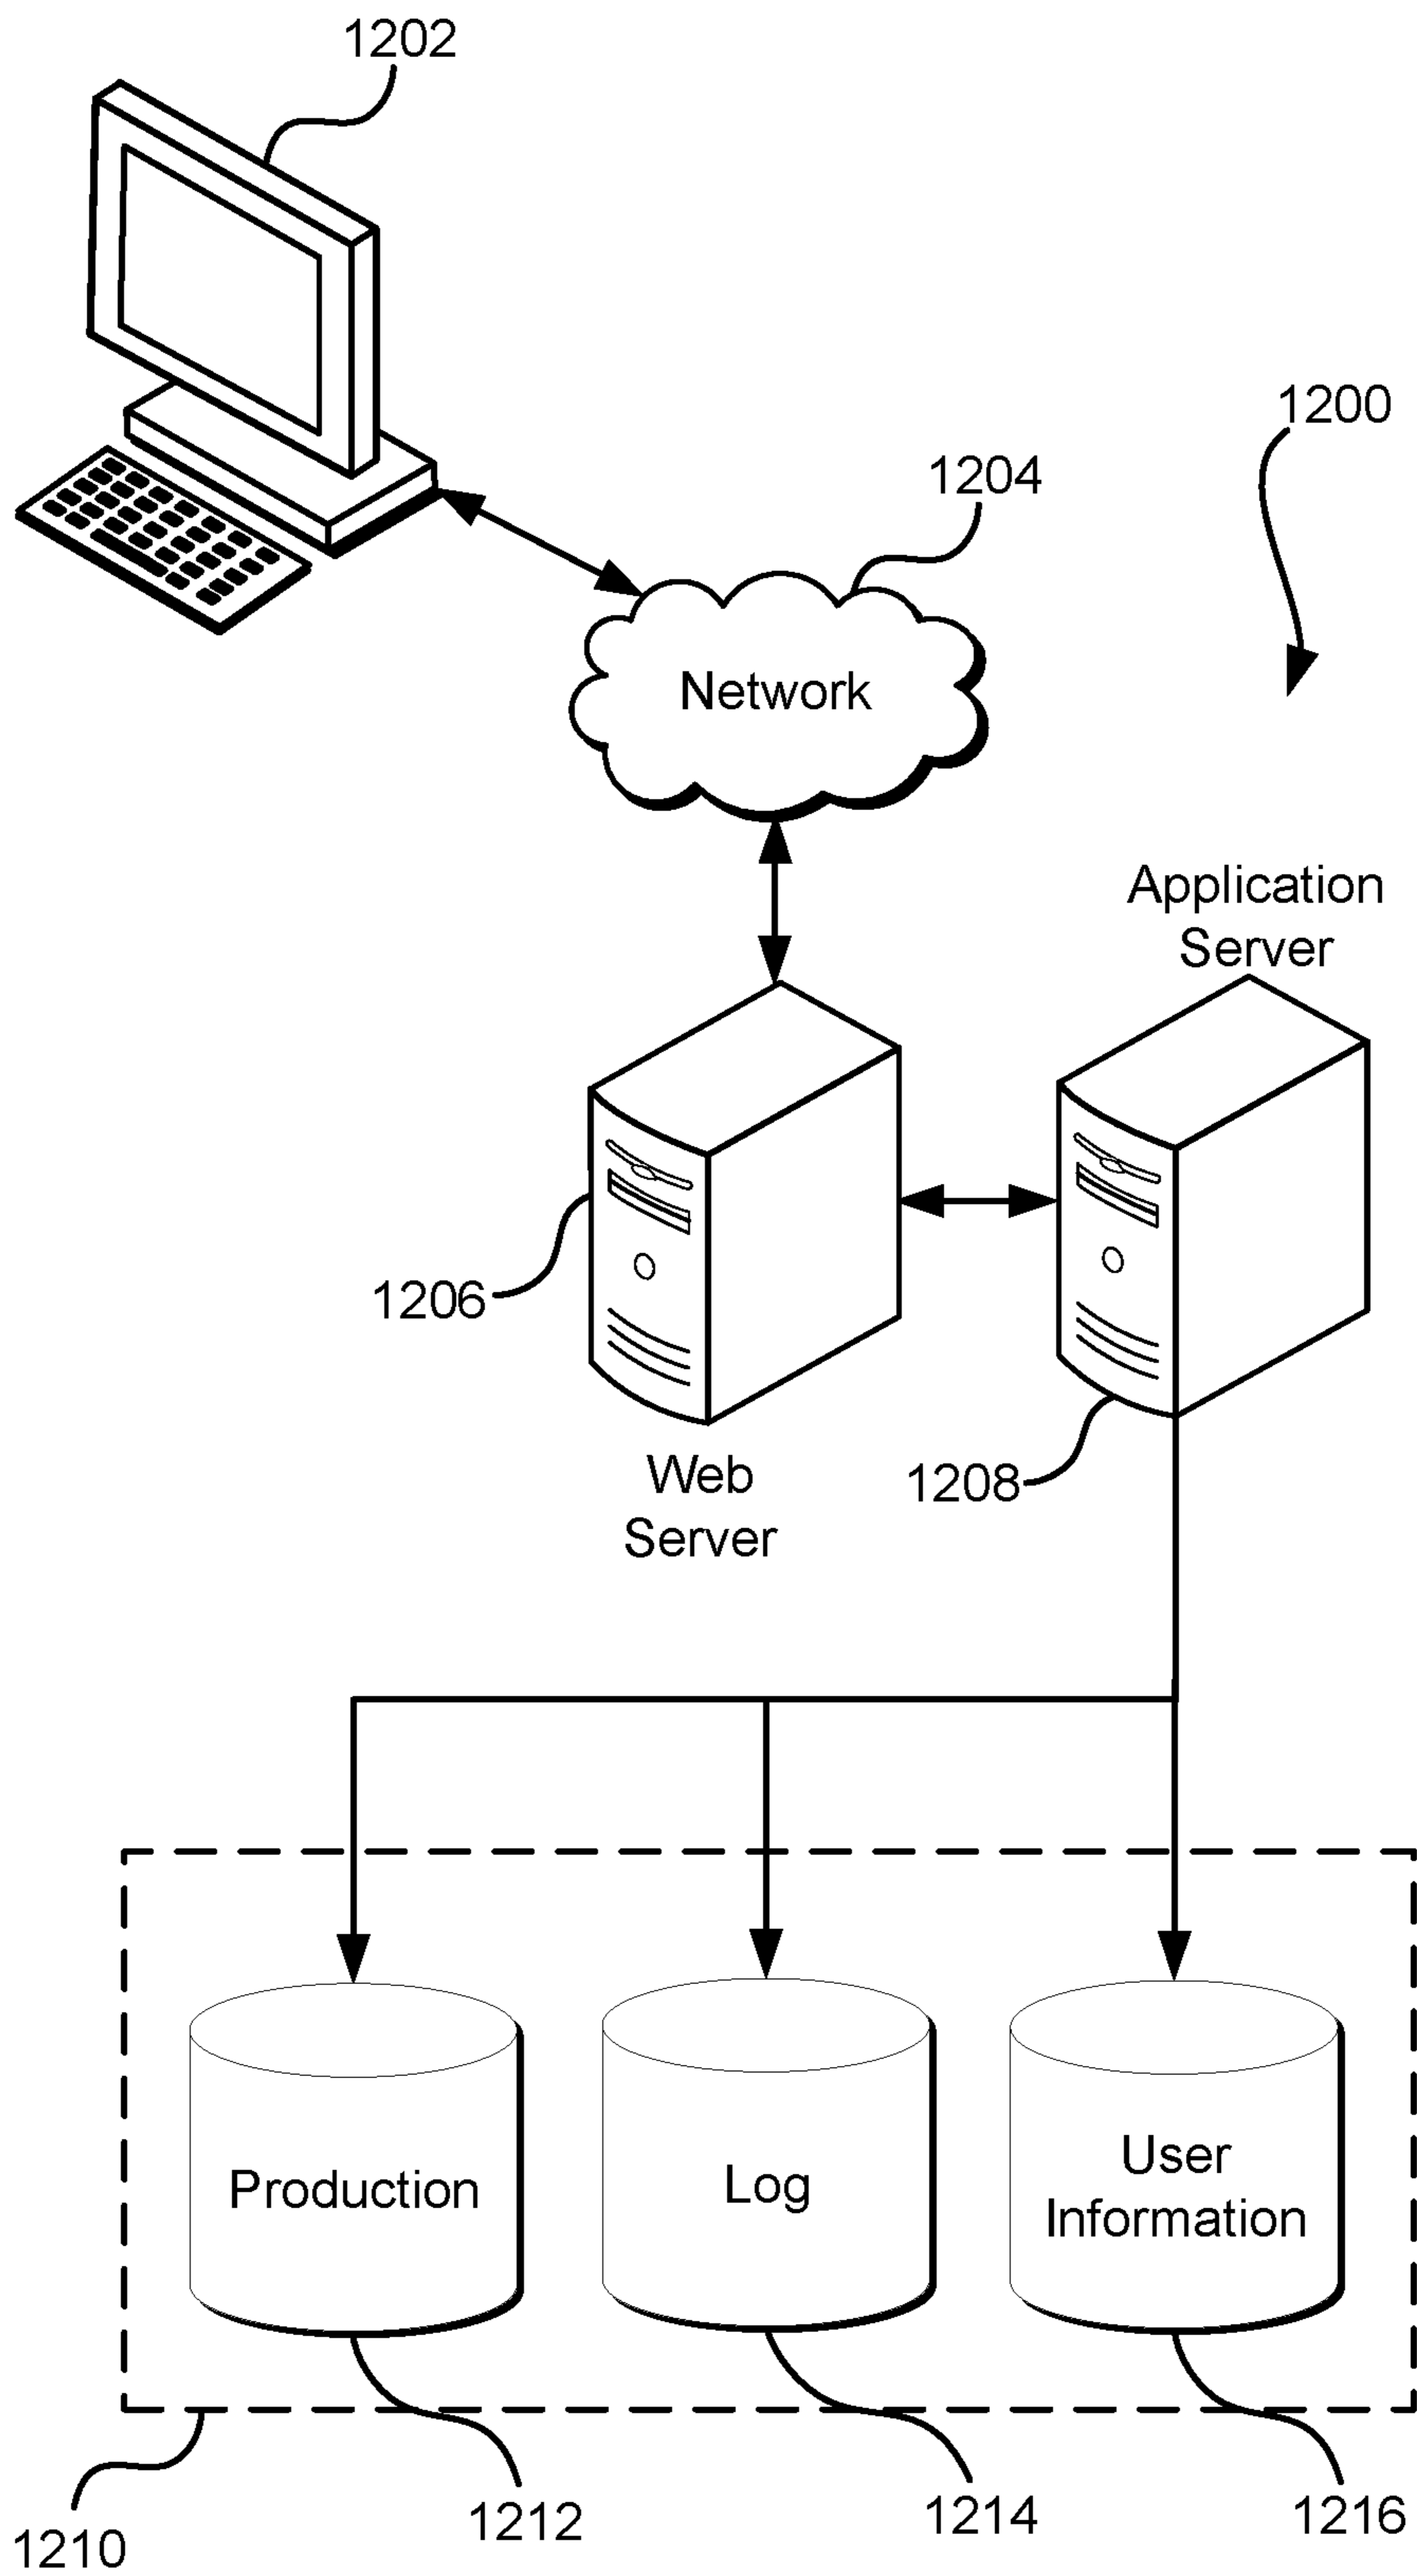 1202
1200
1204
Network
Application
Server
1206
Web
Server
1208
Production
Log
User
Information
1210
1212
1214
1216